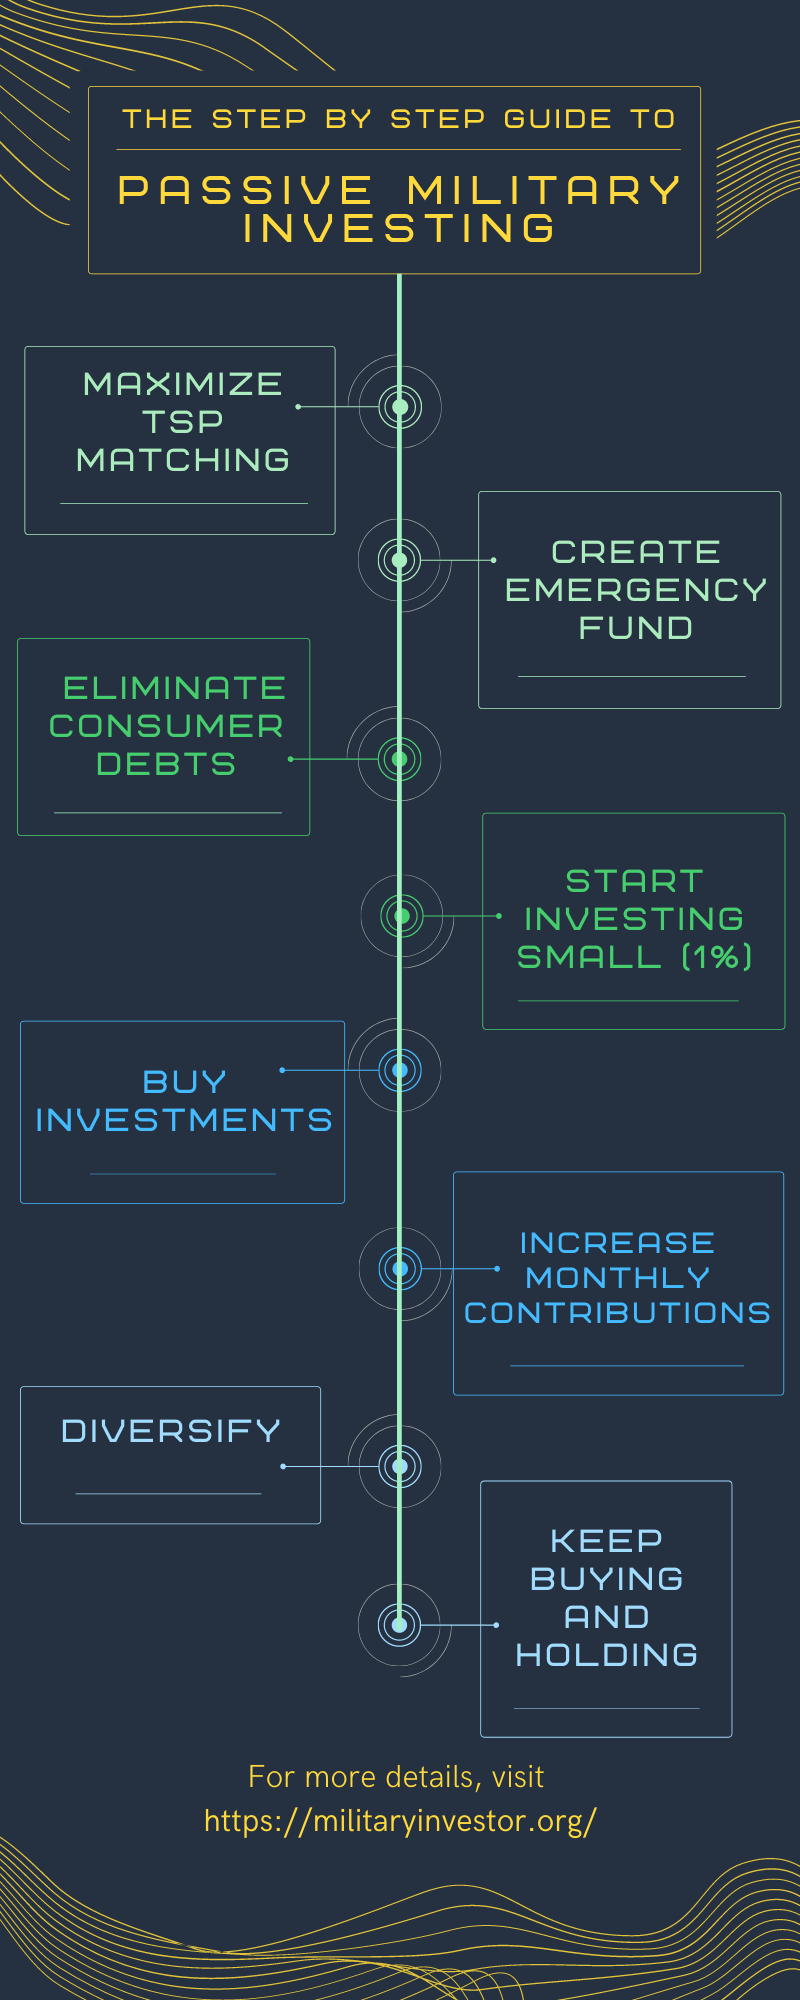 THE STEP BY STEP GUIDE TO
PASSIVE MILITARY
INVESTING
MAXIMIZE
TSP
MATCHING
CREATE
EMERGENCY
FUND
ELIMINATE
CONSUMER
DEBTS
START
INVESTING
SMALL (1%)
BUY
INVESTMENTS
INCREASE
MONTHLY
CONTRIBUTIONS
DIVERSIFY
KEEP
BUYING
AND
HOLDING
For more details, visit
https://militaryinvestor.org/